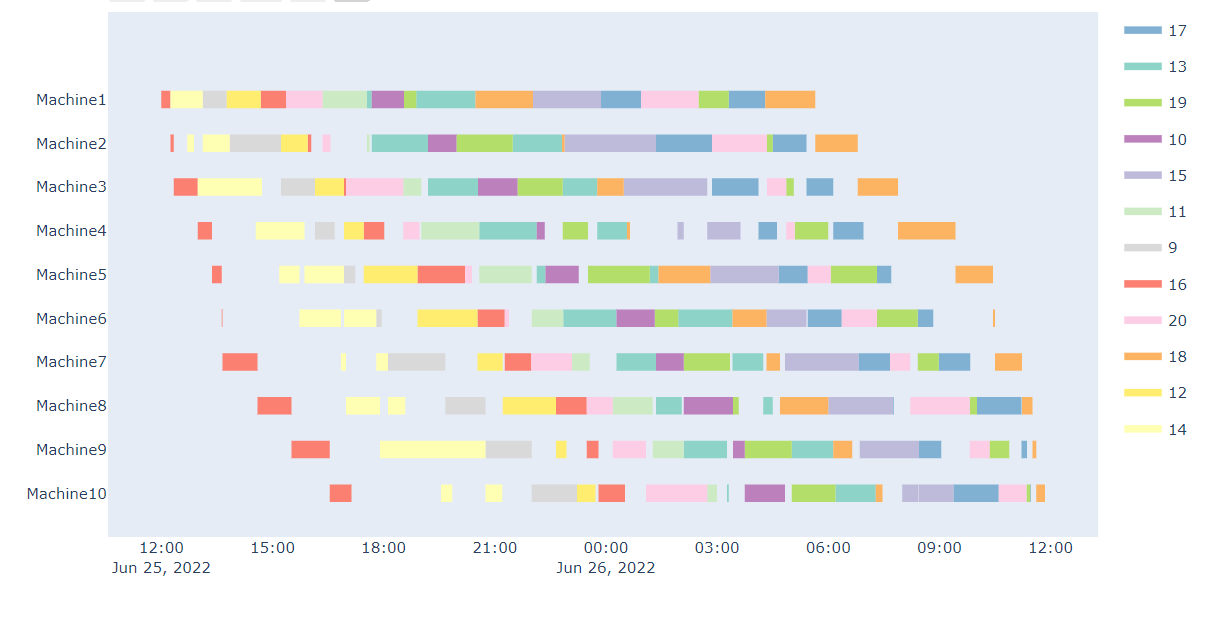 Machine1
Machine2
Machine3
Machine4
Machine5
Machine6
Machine7
Machine8
Machine9
Machine10
12:00 15:00 18:00 21:00 00:00 03:00 06:00 09:00 12:00
Jun 25, 2022 Jun 26, 2022
17
13
19
10
15
11
9
16
20
18
12
14